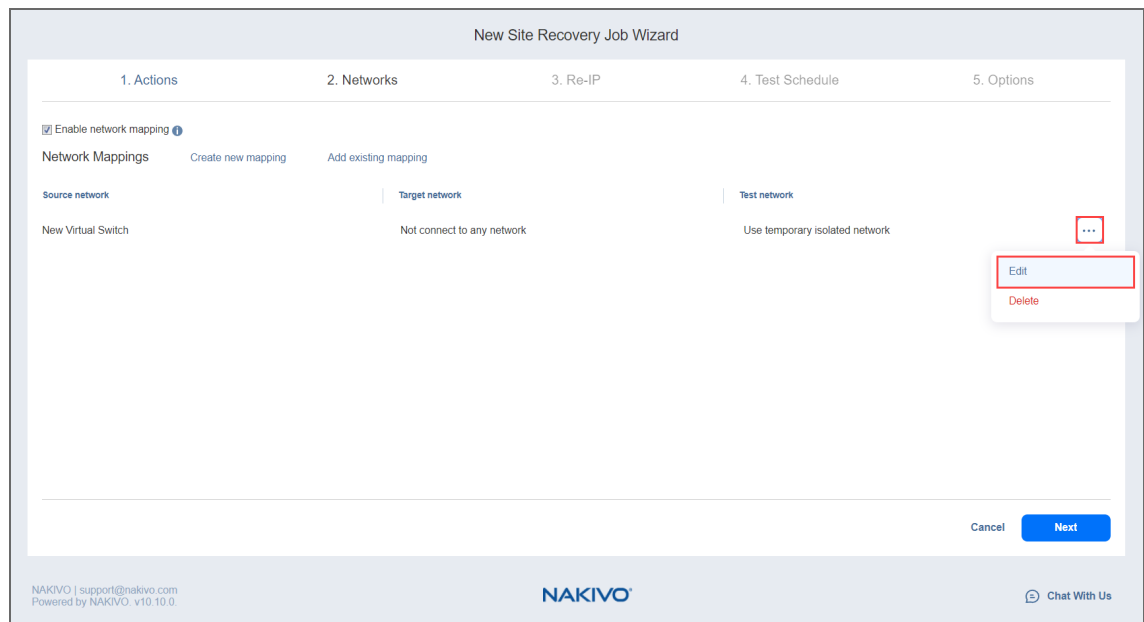 New Site Recovery Job Wizard
1. Actions 2. Networks 3. Re-IP 4. Test Schedule 5. Options
Enable network mapping
Network Mappings Create new mapping Add existing mapping
Source network Target network Test network
New Virtual Switch Not connect to any network Use temporary isolated network ...
Edit
Delete
Cancel Next
NAKIVO | support@nakivo.com
Powered by NAKIVO. v10.10.0.
NAKIVO®
Chat With Us